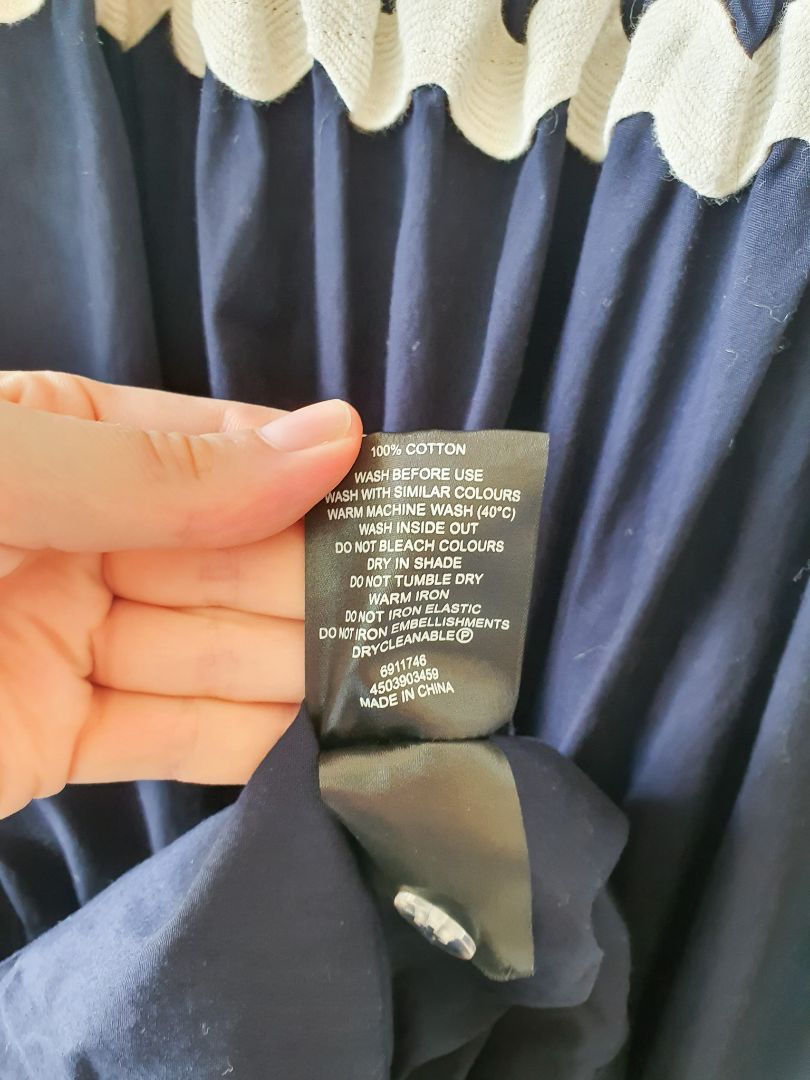 100% COTTON
WASH BEFORE USE
WASH WITH SIMILAR COLOURS
WARM MACHINE WASH (40°C)
WASH INSIDE OUT
DO NOT BLEACH COLOURS
DRY IN SHADE
DO NOT TUMBLE DRY
WARM IRON
DO NOT IRON ELASTIC
DO NOT IRON EMBELLISHMENTS
DRYCLEANABLE Ⓟ
6911746
4503903459
MADE IN CHINA